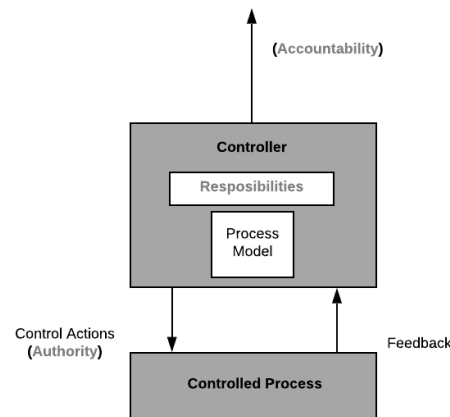 (Accountability)
Controller
Resposibilities
Process
Model
Control Actions
(Authority)
Feedback
Controlled Process